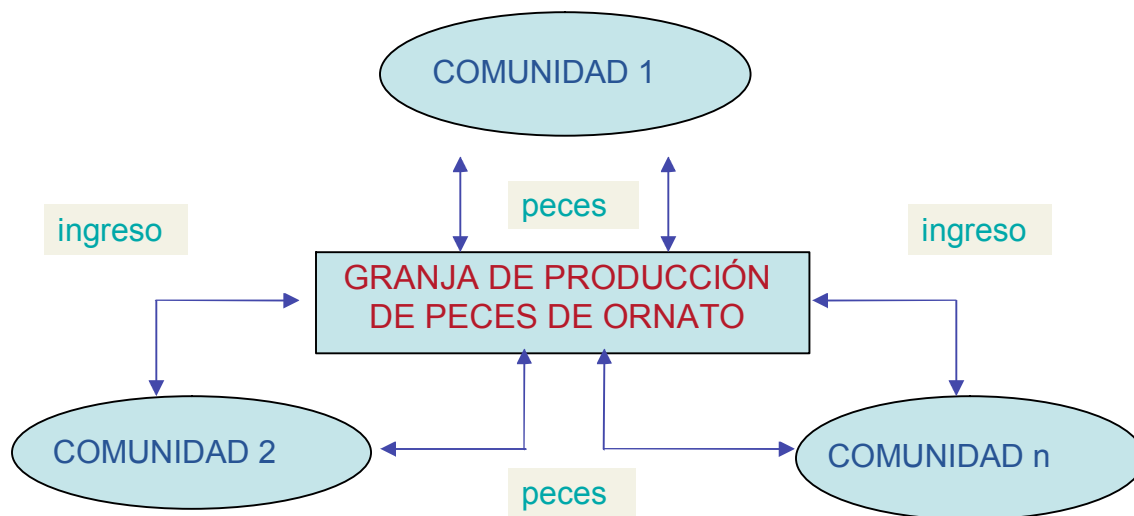 COMUNIDAD 1
peces
ingreso
ingreso
GRANJA DE PRODUCCIÓN
DE PECES DE ORNATO
COMUNIDAD 2
COMUNIDAD n
peces